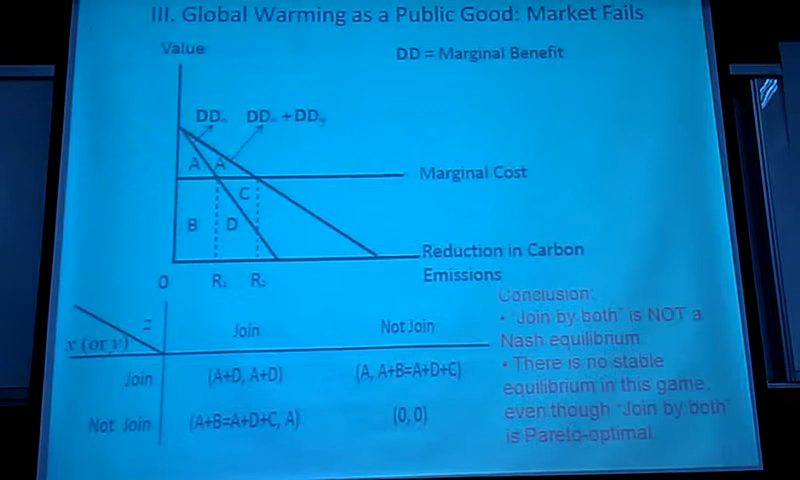 III. Global Warming as a Public Good: Market Fails
Value
DD = Marginal Benefit
DDₓ DDₓ +DDᵧ
A A
Marginal Cost
C
B D
Reduction in Carbon
Emissions
0 R₁ R₂
Conclusion:
• "Join by both" is NOT a
Nash equilibrium
• There is no stable
equilibrium in this game,
even though "Join by both"
is Pareto-optimal.
z
x (or y)
Join Not Join
Join (A+D, A+D) (A, A+B=A+D+C)
Not Join (A+B=A+D+C, A) (0, 0)